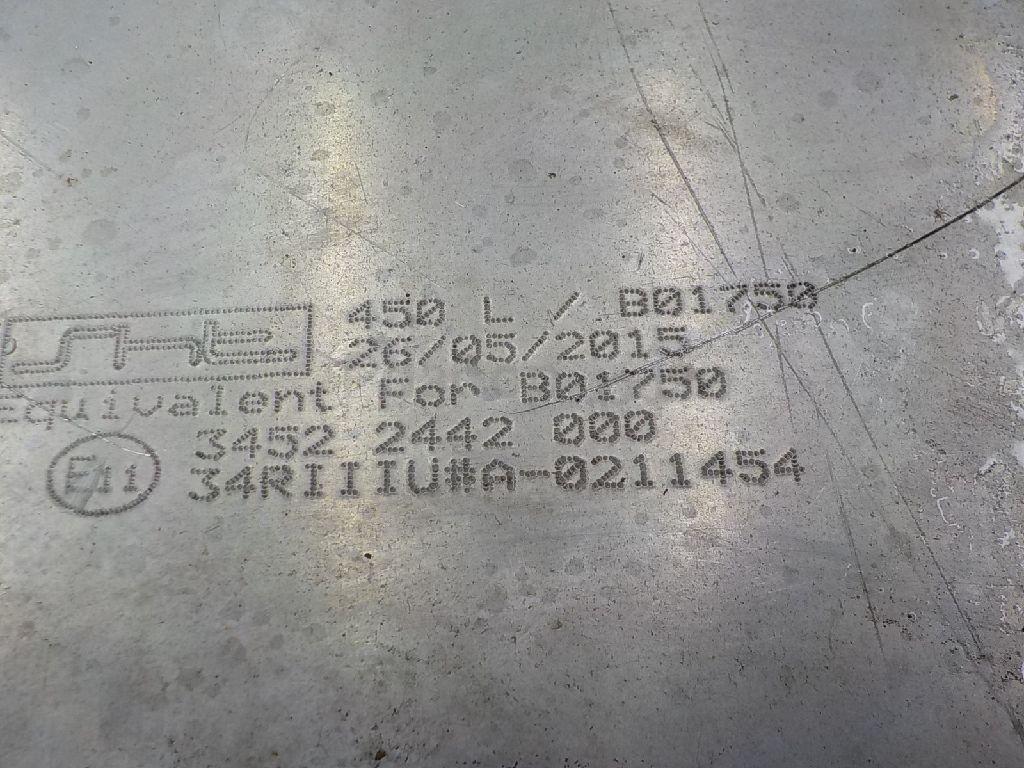 450 L / B01750
26/05/2015
Equivalent For B01750
3452 2442 000
E11 34RIIIU#A-0211454